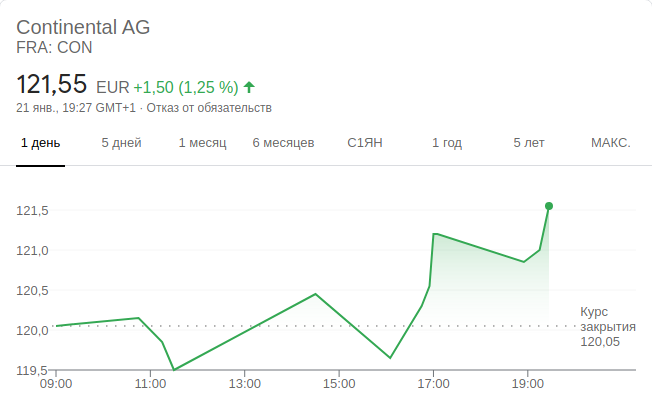 Continental AG
FRA: CON
121,55 EUR +1,50 (1,25 %)
21 янв., 19:27 GMT+1 · Отказ от обязательств
1 день 5 дней 1 месяц 6 месяцев С1ЯН 1 год 5 лет МАКС.
121,5
121,0
120,5
Курс
закрытия
120,05
120,0
119,5
09:00 11:00 13:00 15:00 17:00 19:00